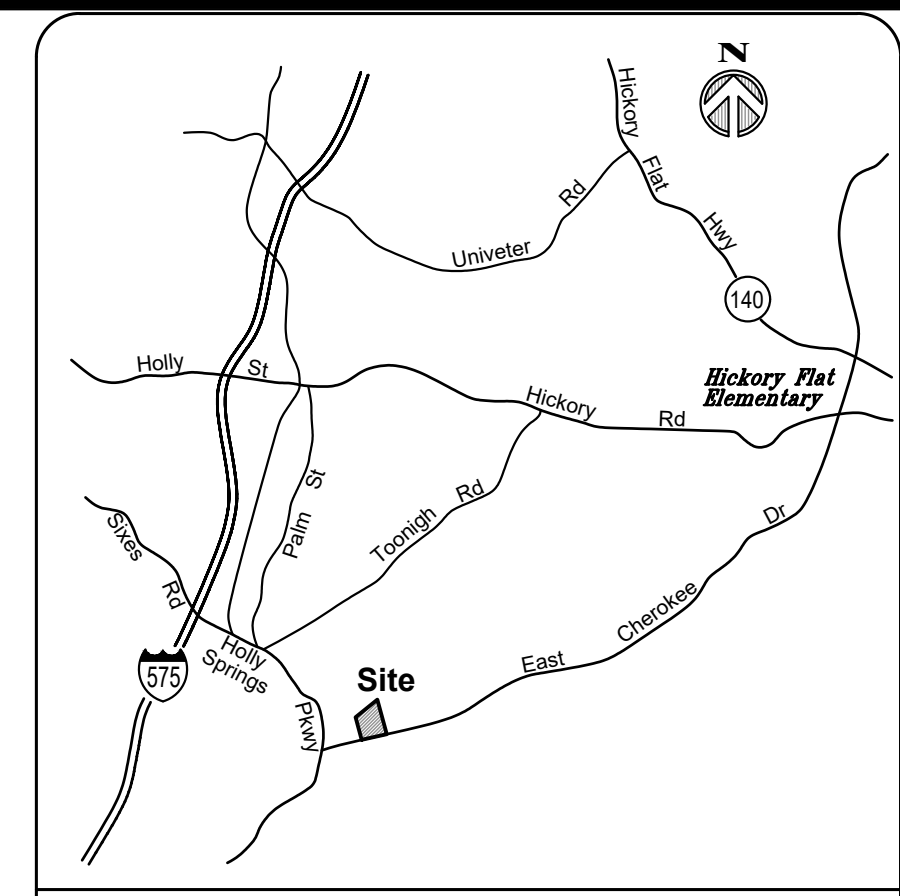 N
Hickory
Flat
Hwy
140
Univeter
Rd
Holly
St
Hickory Flat
Elementary
Hickory
Rd
Palm
St
Toonigh
Rd
Sixes
Rd
Dr
Cherokee
East
Holly
Springs
Pkwy
575
Site